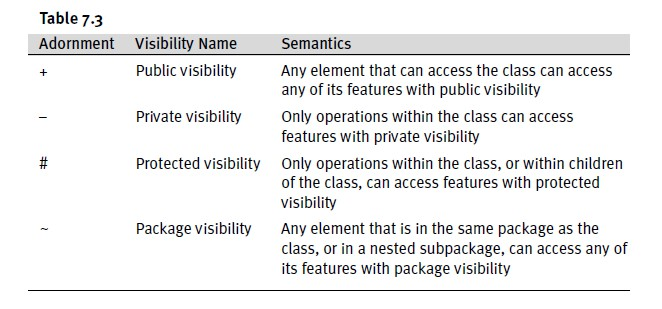 Table 7.3
Adornment Visibility Name Semantics
+ Public visibility Any element that can access the class can access
any of its features with public visibility
– Private visibility Only operations within the class can access
features with private visibility
# Protected visibility Only operations within the class, or within children
of the class, can access features with protected
visibility
~ Package visibility Any element that is in the same package as the
class, or in a nested subpackage, can access any of
its features with package visibility